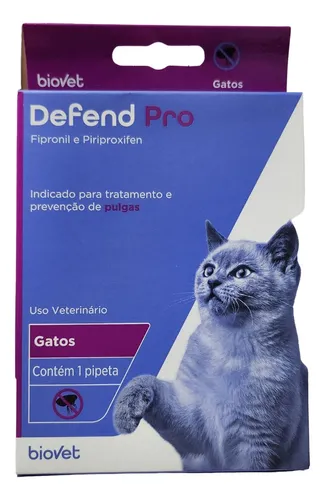 biovet
Gatos
Defend Pro
Fipronil e Piriproxifen
Indicado para tratamento e
prevenção de pulgas
Uso Veterinário
Gatos
Contém 1 pipeta
biovet